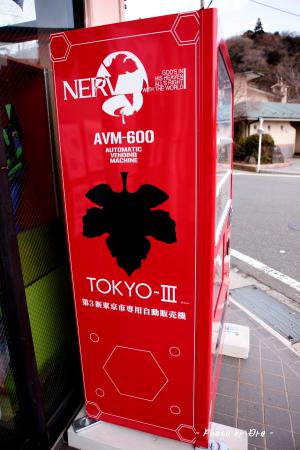 NERV
GOD'S IN
HIS HEAVEN
ALL'S RIGHT
WITH THE WORLD
AVM-600
AUTOMATIC
VENDING
MACHINE
TOKYO-III
第3新東京市専用自動販売機
- Photo by Dro -